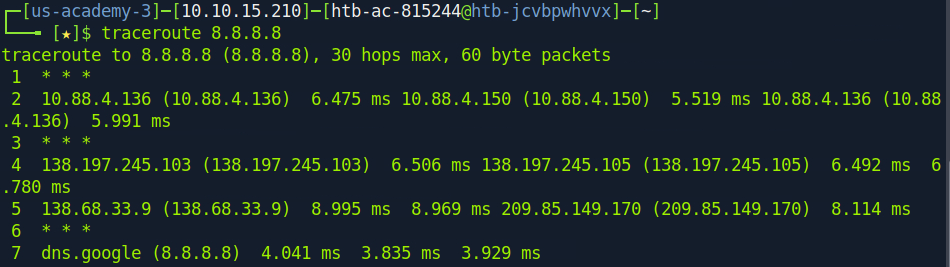 ┌─[us-academy-3]─[10.10.15.210]─[htb-ac-815244@htb-jcvbpwhvvx]─[~]
└──╼ [★]$ traceroute 8.8.8.8
traceroute to 8.8.8.8 (8.8.8.8), 30 hops max, 60 byte packets
 1  * * *
 2  10.88.4.136 (10.88.4.136)  6.475 ms 10.88.4.150 (10.88.4.150)  5.519 ms 10.88.4.136 (10.88
.4.136)  5.991 ms
 3  * * *
 4  138.197.245.103 (138.197.245.103)  6.506 ms 138.197.245.105 (138.197.245.105)  6.492 ms  6
.780 ms
 5  138.68.33.9 (138.68.33.9)  8.995 ms  8.969 ms 209.85.149.170 (209.85.149.170)  8.114 ms
 6  * * *
 7  dns.google (8.8.8.8)  4.041 ms  3.835 ms  3.929 ms